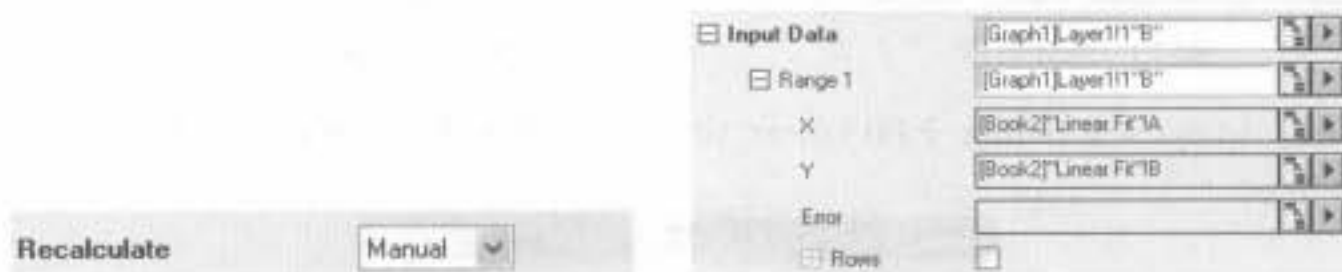 Input Data [Graph1]Layer1!1"B"
Range 1 [Graph1]Layer1!1"B"
X [Book2]"Linear Fit"!A
Y [Book2]"Linear Fit"!B
Error
Rows
Recalculate Manual